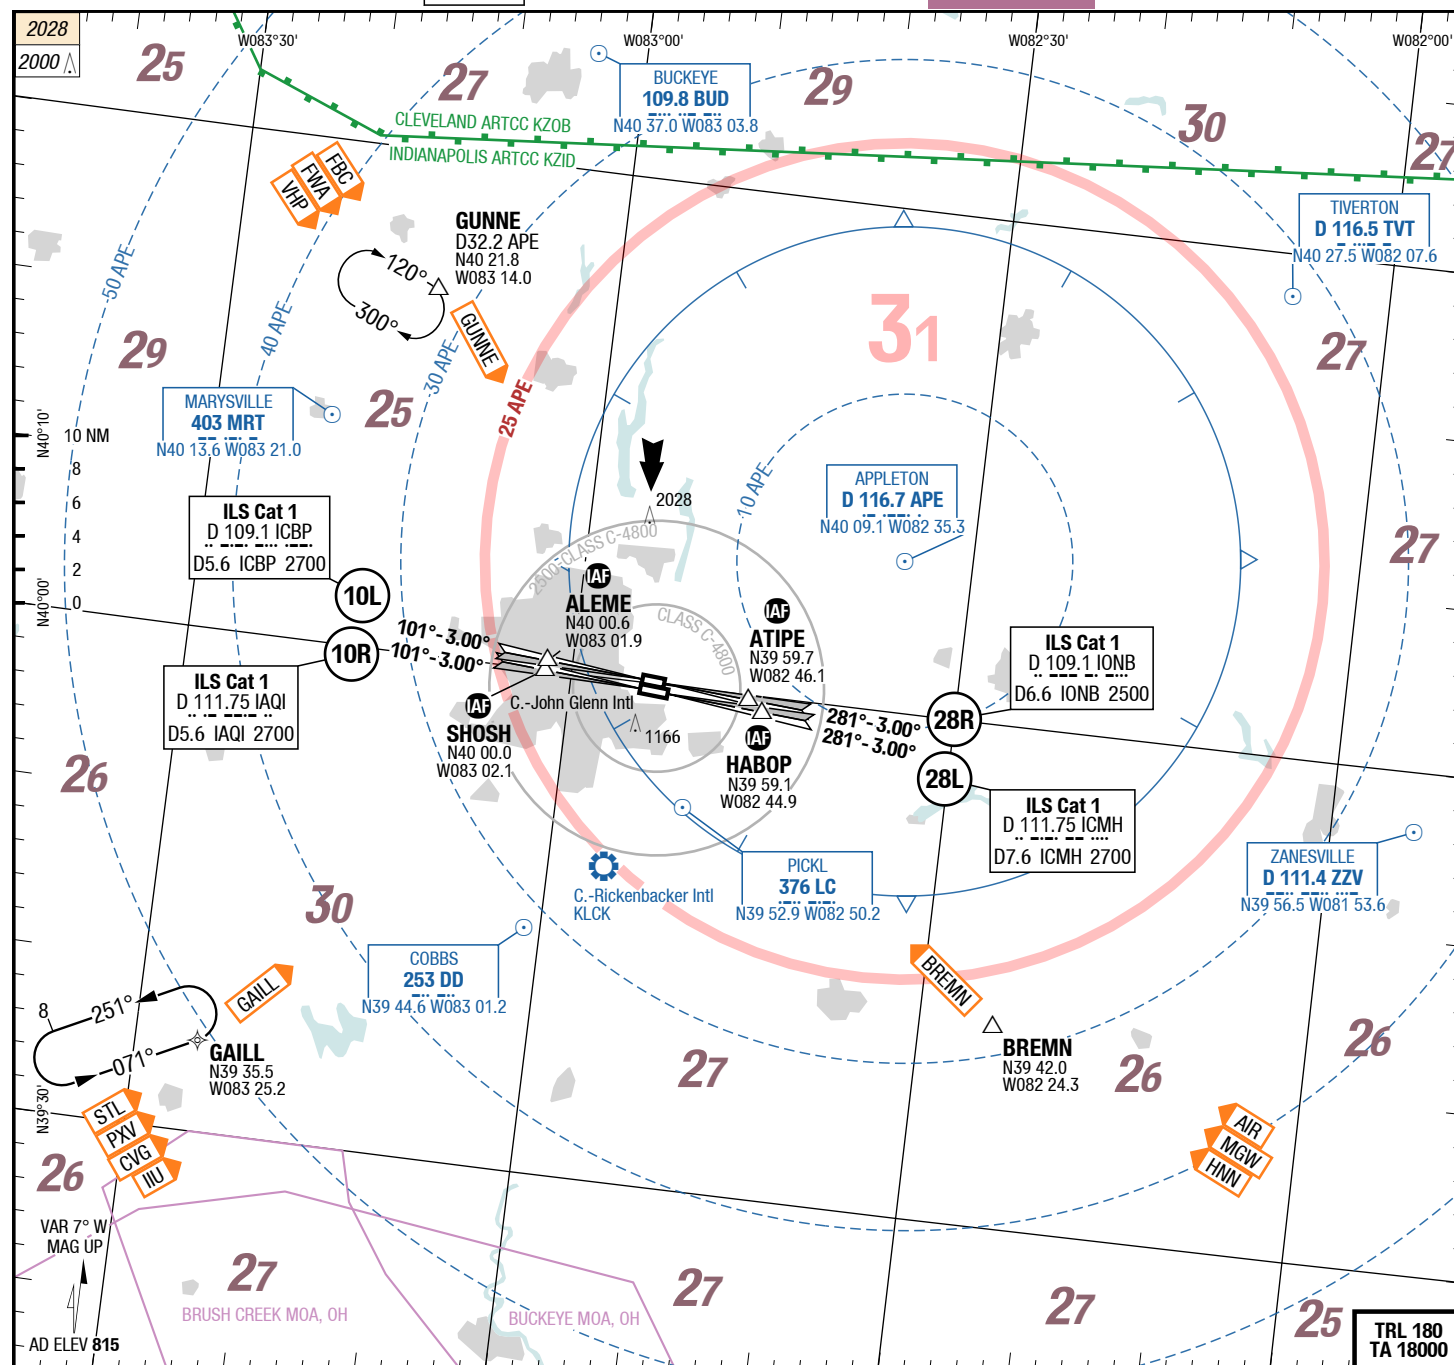 2028
2000
W083°30'
W083°00'
W082°30'
W082°00'
25
27
29
30
27
BUCKEYE
109.8 BUD
N40 37.0 W083 03.8
CLEVELAND ARTCC KZOB
INDIANAPOLIS ARTCC KZID
FBC
FWA
VHP
GUNNE
D32.2 APE
N40 21.8
W083 14.0
120°
300°
GUNNE
TIVERTON
D 116.5 TVT
N40 27.5 W082 07.6
50 APE
40 APE
30 APE
25 APE
10 APE
31
29
25
27
MARYSVILLE
403 MRT
N40 13.6 W083 21.0
N40°10'
10 NM
8
6
4
2
0
N40°00'
2028
APPLETON
D 116.7 APE
N40 09.1 W082 35.3
27
ILS Cat 1
D 109.1 ICBP
D5.6 ICBP 2700
10L
10R
ILS Cat 1
D 111.75 IAQI
D5.6 IAQI 2700
2500-CLASS C-4800
CLASS C-4800
IAF
ALEME
N40 00.6
W083 01.9
IAF
ATIPE
N39 59.7
W082 46.1
101°-3.00°
101°-3.00°
IAF
SHOSH
N40 00.0
W083 02.1
C.-John Glenn Intl
1166
IAF
HABOP
N39 59.1
W082 44.9
281°-3.00°
281°-3.00°
28R
28L
ILS Cat 1
D 109.1 IONB
D6.6 IONB 2500
ILS Cat 1
D 111.75 ICMH
D7.6 ICMH 2700
26
30
C.-Rickenbacker Intl
KLCK
PICKL
376 LC
N39 52.9 W082 50.2
ZANESVILLE
D 111.4 ZZV
N39 56.5 W081 53.6
COBBS
253 DD
N39 44.6 W083 01.2
BREMN
BREMN
N39 42.0
W082 24.3
GAILL
8
251°
071°
GAILL
N39 35.5
W083 25.2
27
26
26
N39°30'
STL
PXV
CVG
IIU
AIR
MGW
HNN
26
VAR 7° W
MAG UP
AD ELEV 815
27
BRUSH CREEK MOA, OH
BUCKEYE MOA, OH
27
27
25
TRL 180
TA 18000